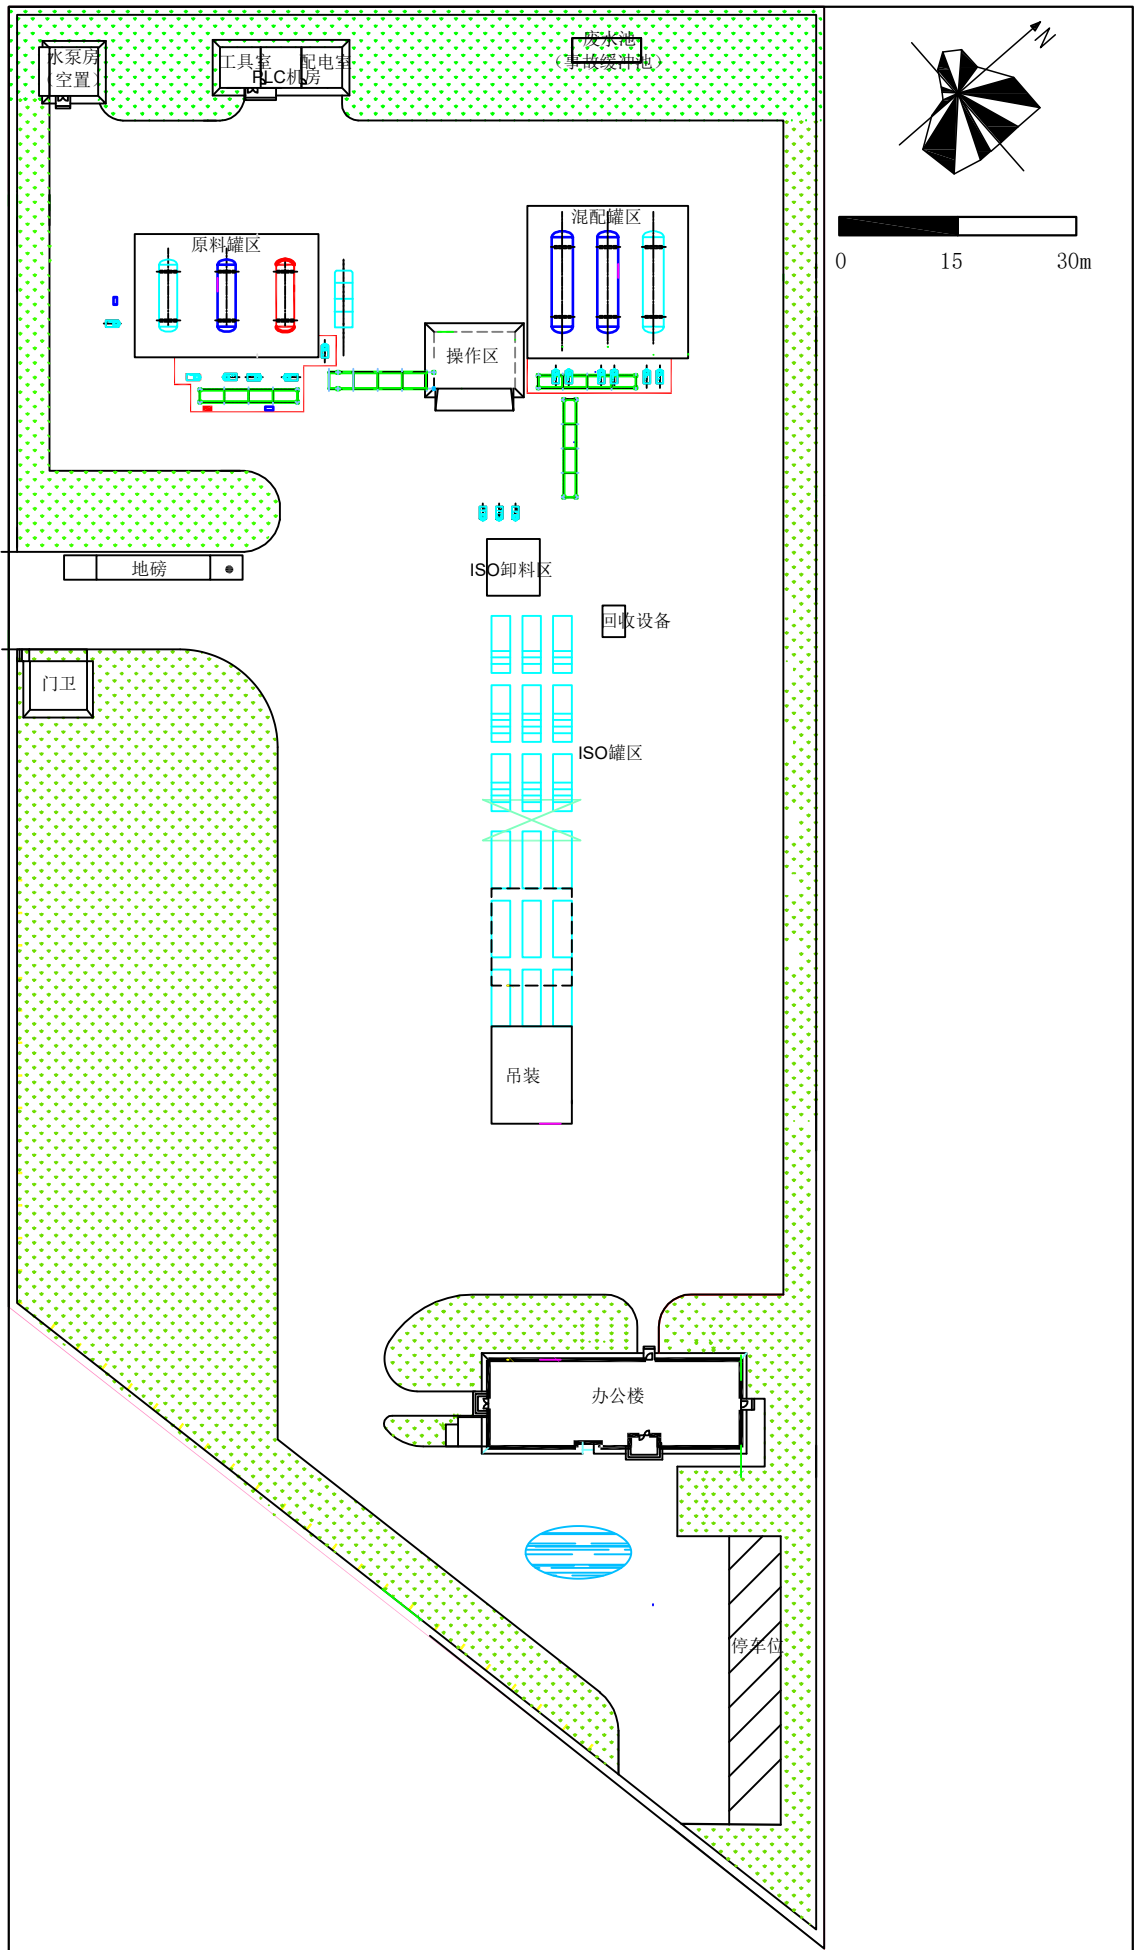 水泵房
（空置）
工具室
配电室
PLC机房
废水池
（事故缓冲池）
N
0 15 30m
混配罐区
原料罐区
操作区
ISO卸料区
地磅
回收设备
门卫
ISO罐区
吊装
办公楼
停车位